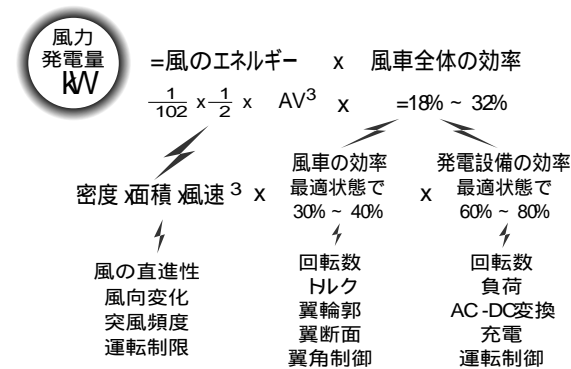 風力
発電量
kW
=風のエネルギー x 風車全体の効率
1/102 x 1/2 x AV³ x =18% ~ 32%
密度 x 面積 x 風速³ x
風車の効率
最適状態で
30% ~ 40%
x
発電設備の効率
最適状態で
60% ~ 80%
風の直進性
風向変化
突風頻度
運転制限
回転数
トルク
翼輪郭
翼断面
翼角制御
回転数
負荷
AC-DC変換
充電
運転制御